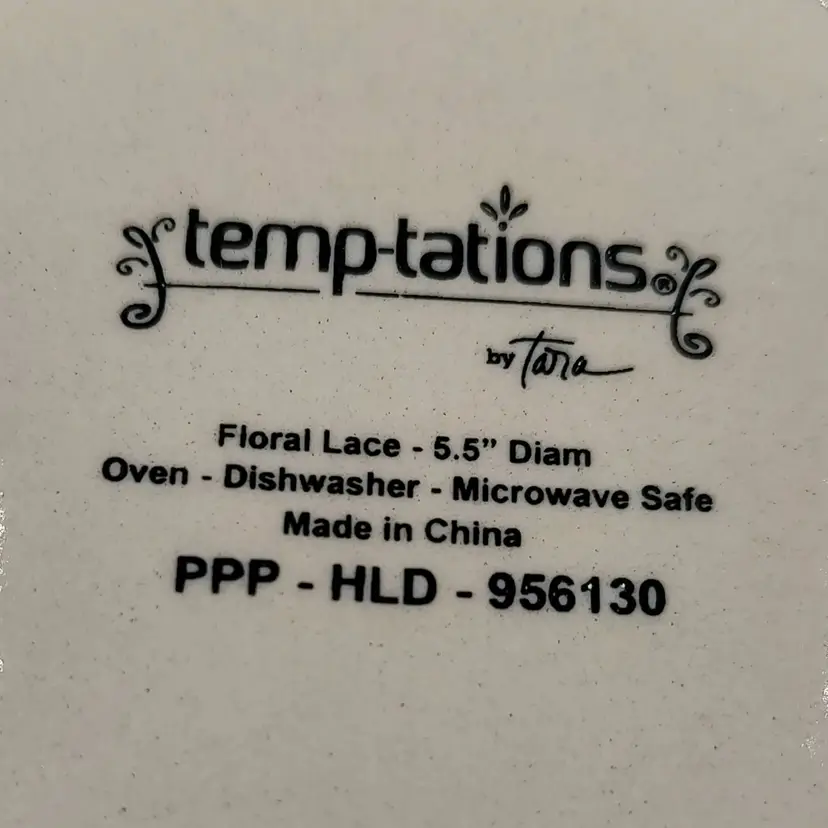 temp-tations®
by Tara
Floral Lace - 5.5” Diam
Oven - Dishwasher - Microwave Safe
Made in China
PPP - HLD - 956130